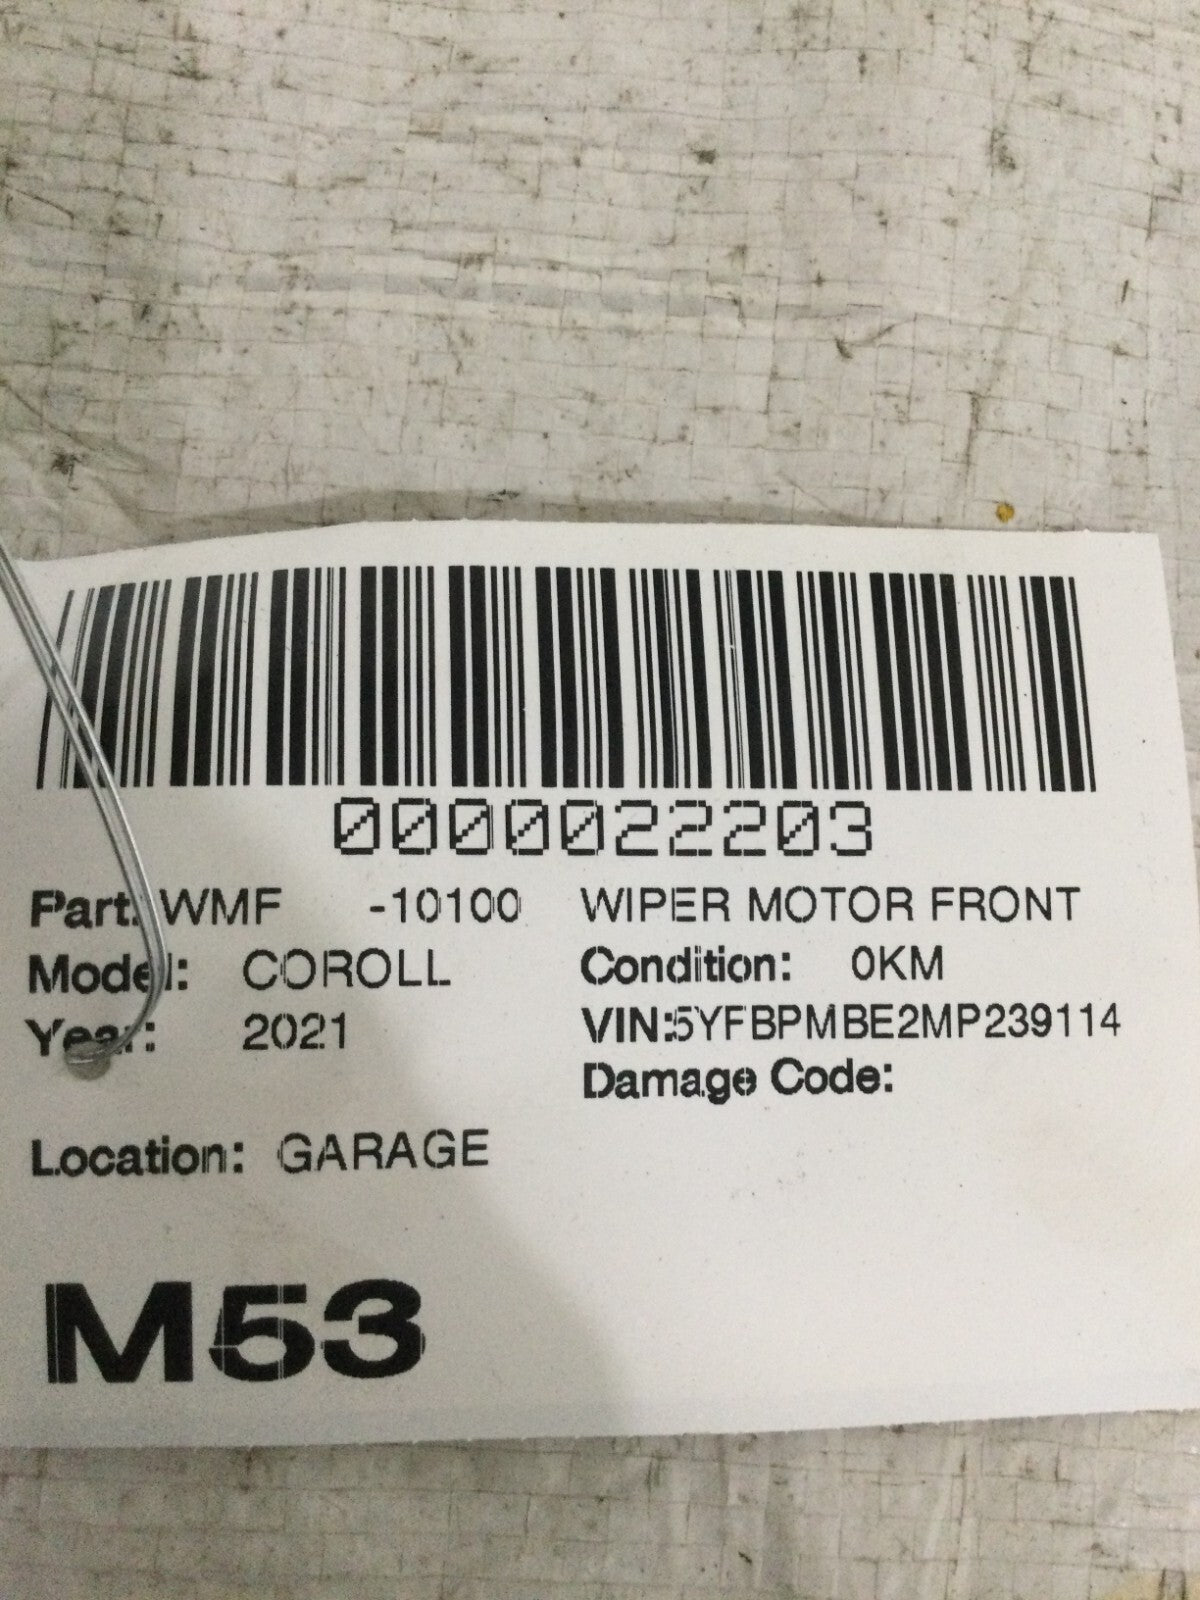 0000022203
Part: WMF -10100 WIPER MOTOR FRONT
Model: COROLL Condition: 0KM
Year: 2021 VIN:5YFBPMBE2MP239114
Damage Code:
Location: GARAGE
M53